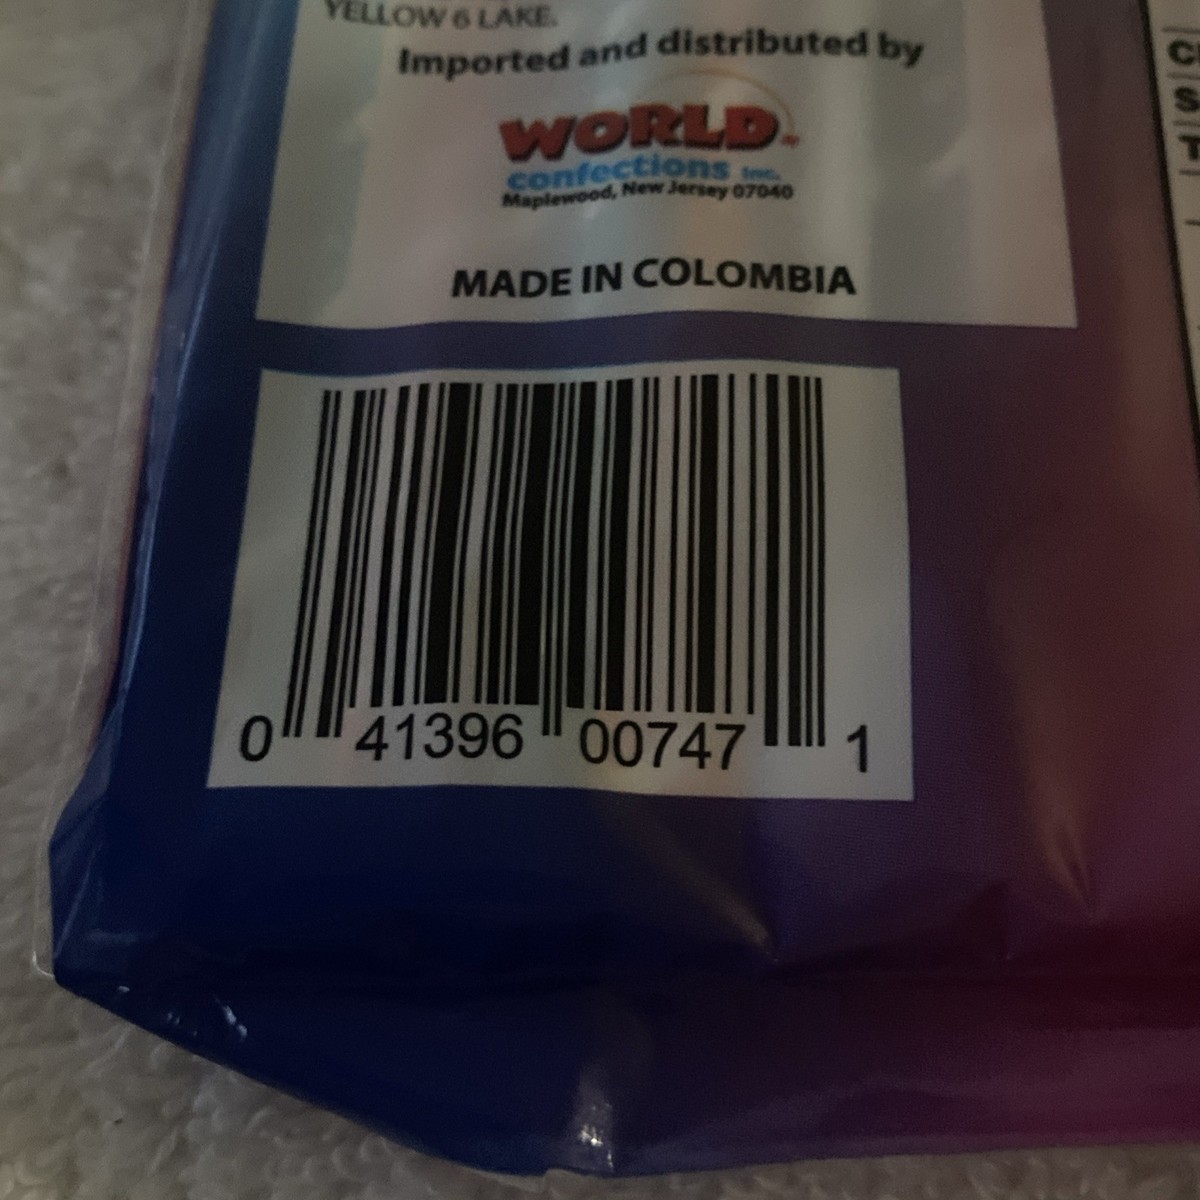 YELLOW 6 LAKE.
Imported and distributed by
WORLD
confections Inc.
Maplewood, New Jersey 07040
MADE IN COLOMBIA
0 41396 00747 1